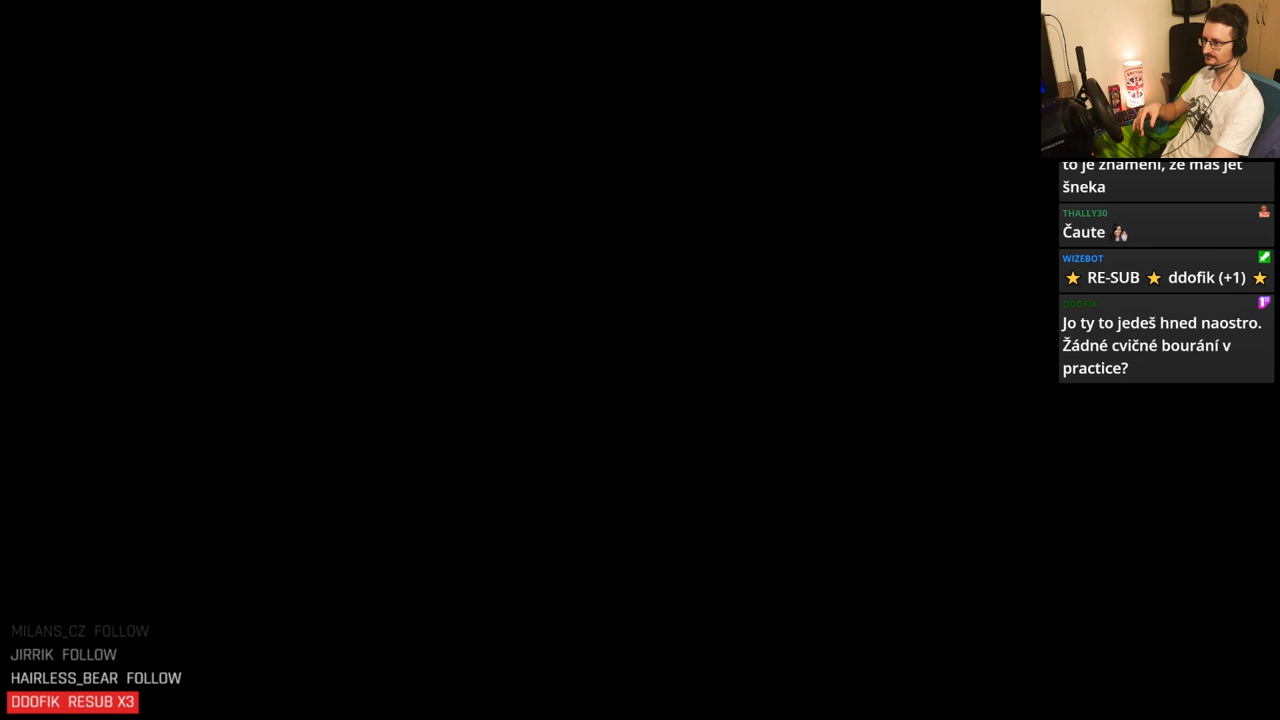 to je znamení, že máš jet
šneka
THALLY30
Čaute
WIZEBOT
RE-SUB ddofik (+1)
DDOFIK
Jo ty to jedeš hned naostro.
Žádné cvičné bourání v
practice?
MILANS_CZ FOLLOW
JIRRIK FOLLOW
HAIRLESS_BEAR FOLLOW
DDOFIK RESUB X3